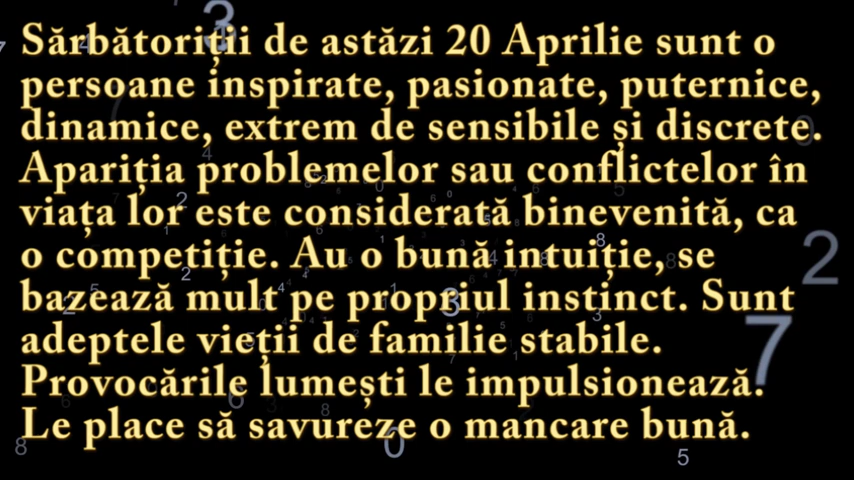 Sărbătoriții de astăzi 20 Aprilie sunt o
persoane inspirate, pasionate, puternice,
dinamice, extrem de sensibile și discrete.
Apariția problemelor sau conflictelor în
viața lor este considerată binevenită, ca
o competiție. Au o bună intuiție, se
bazează mult pe propriul instinct. Sunt
adeptele vieții de familie stabile.
Provocările lumești le impulsionează.
Le place să savureze o mancare bună.